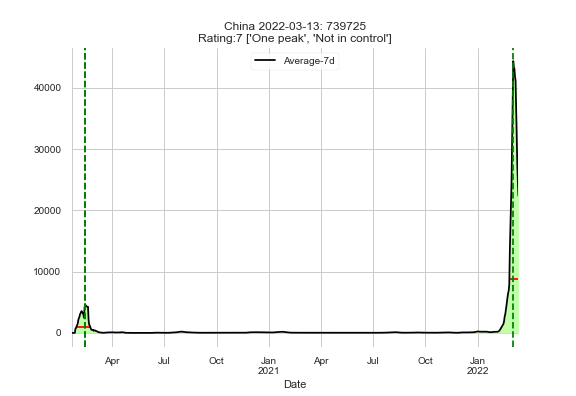 China 2022-03-13: 739725
Rating:7 ['One peak', 'Not in control']
Average-7d
40000
30000
20000
10000
0
Apr Jul Oct Jan Apr Jul Oct Jan
2021 2022
Date